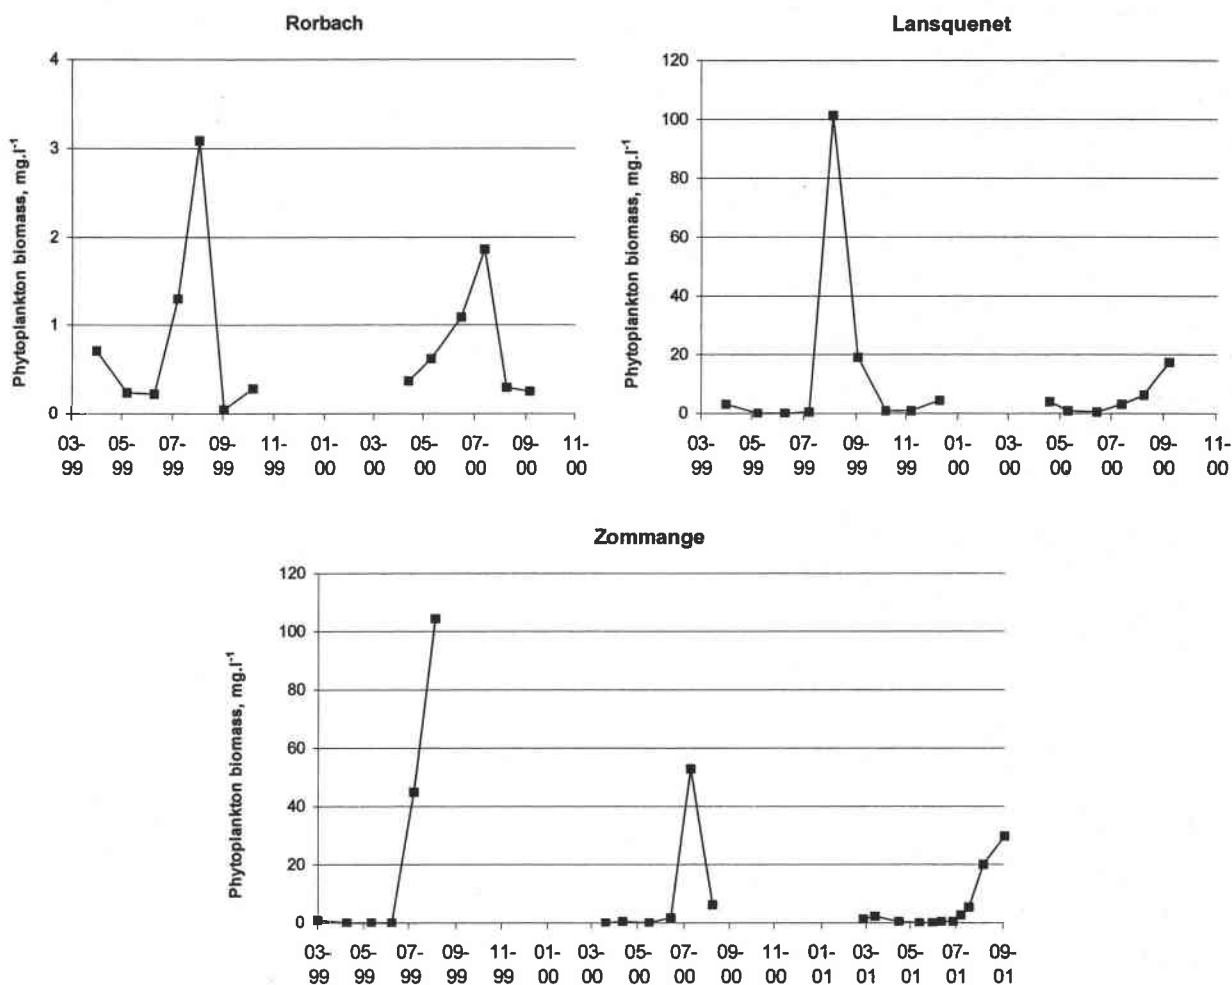 Rorbach
Phytoplankton biomass, mg.l⁻¹
4
3
2
1
0
03- 05- 07- 09- 11- 01- 03- 05- 07- 09- 11-
99 99 99 99 99 00 00 00 00 00 00
Lansquenet
Phytoplankton biomass, mg.l⁻¹
120
100
80
60
40
20
0
03- 05- 07- 09- 11- 01- 03- 05- 07- 09- 11-
99 99 99 99 99 00 00 00 00 00 00
Zommange
Phytoplankton biomass, mg.l⁻¹
120
100
80
60
40
20
0
03- 05- 07- 09- 11- 01- 03- 05- 07- 09- 11- 01- 03- 05- 07- 09-
99 99 99 99 99 00 00 00 00 00 00 01 01 01 01 01